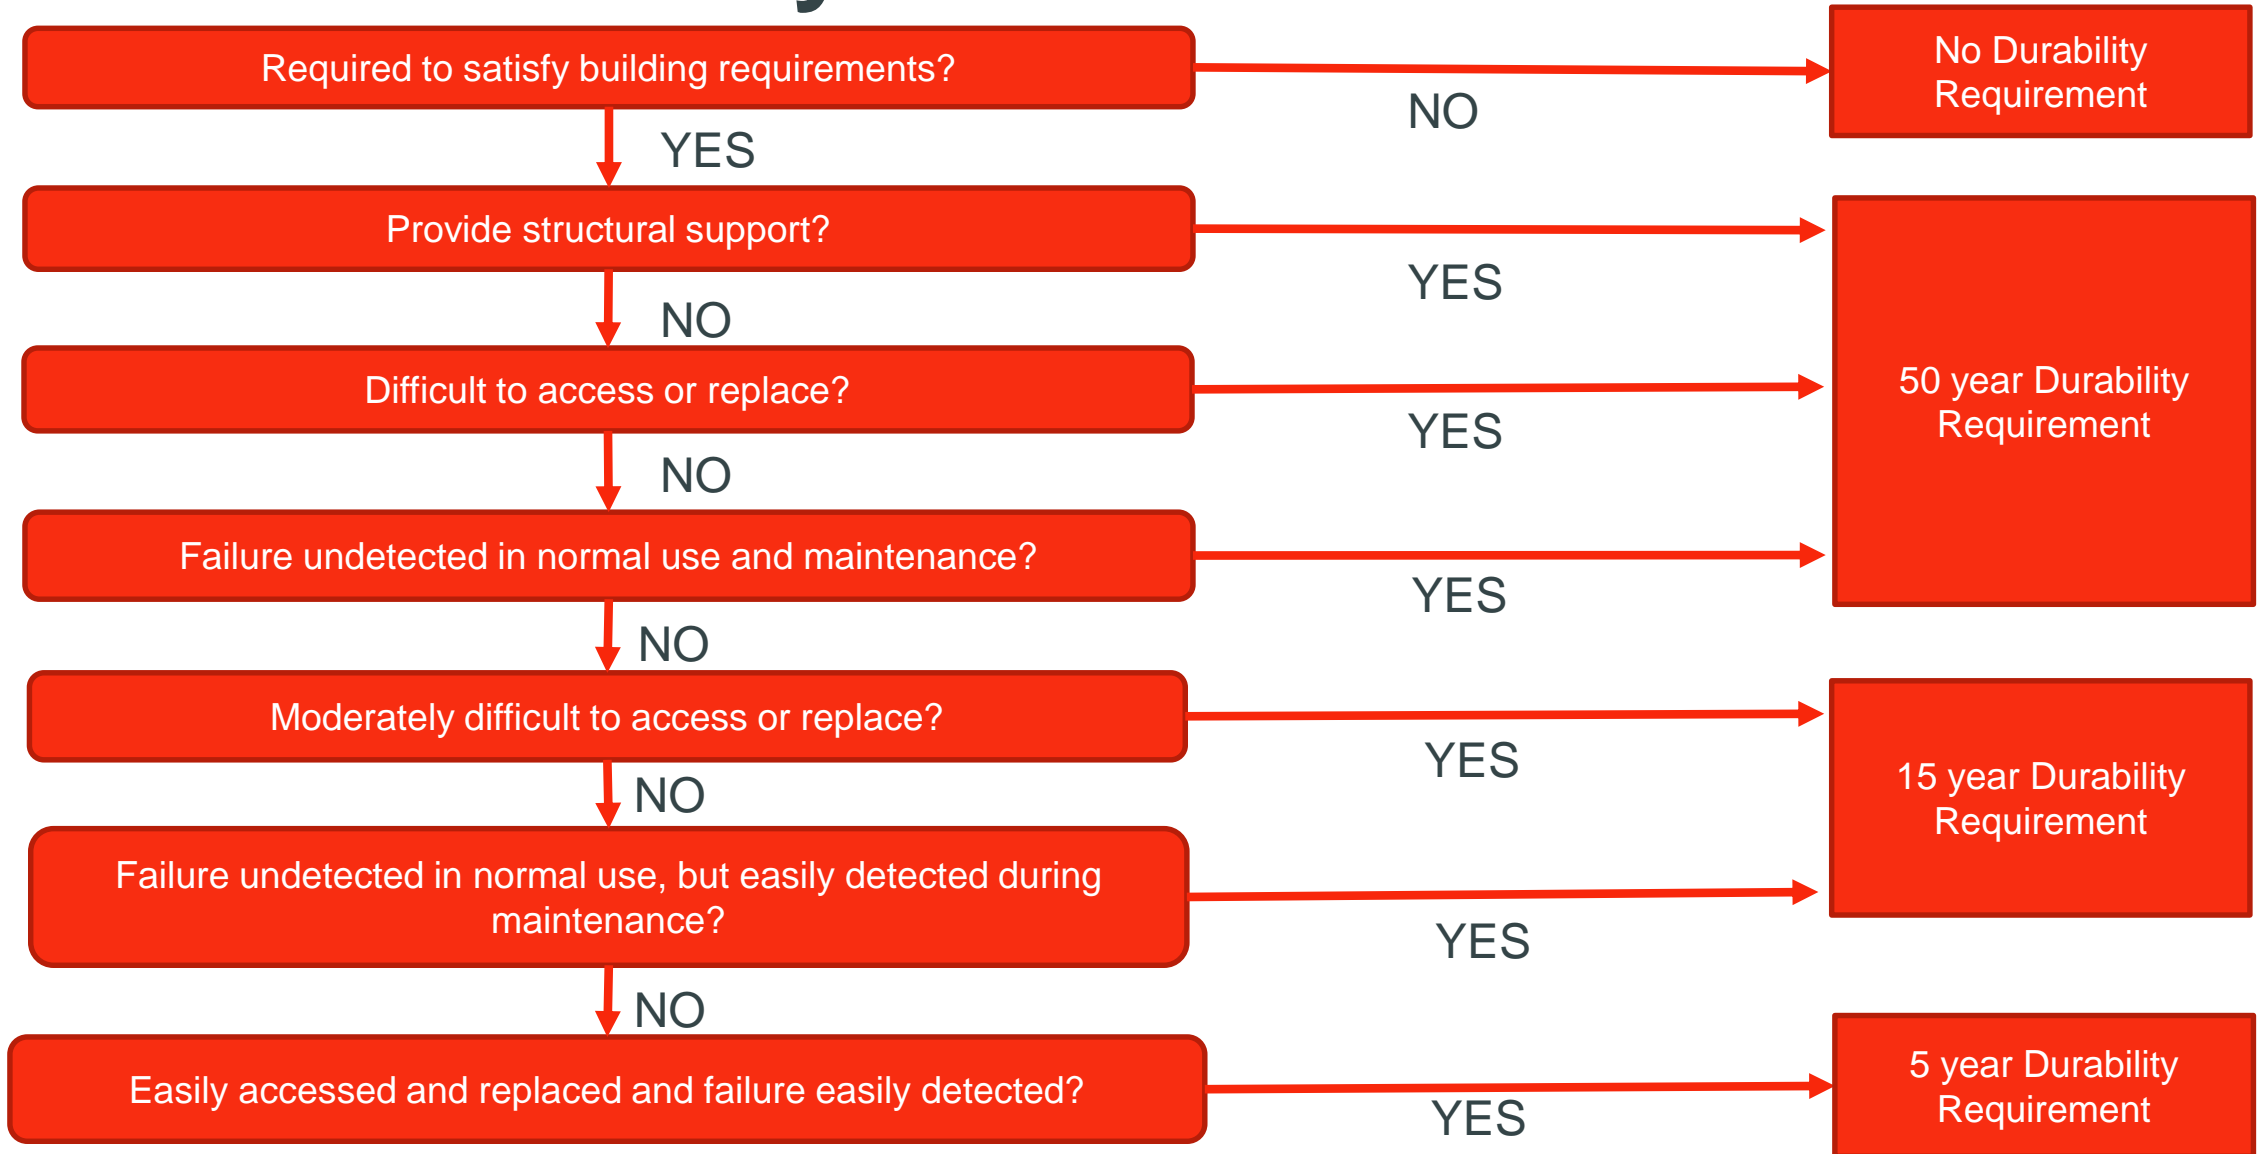 Required to satisfy building requirements?
No Durability
Requirement
NO
YES
Provide structural support?
YES
NO
Difficult to access or replace?
50 year Durability
Requirement
YES
NO
Failure undetected in normal use and maintenance?
YES
NO
Moderately difficult to access or replace?
YES
15 year Durability
Requirement
NO
Failure undetected in normal use, but easily detected during
maintenance?
YES
NO
Easily accessed and replaced and failure easily detected?
5 year Durability
Requirement
YES